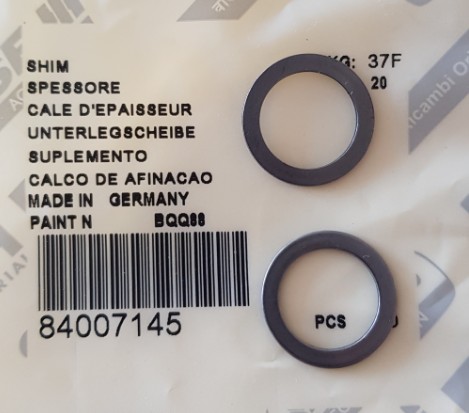 SHIM
SPESSORE
CALE D'EPAISSEUR
UNTERLEGSCHEIBE
SUPLEMENTO
CALCO DE AFINACAO
MADE IN GERMANY
PAINT N BQQ88
84007145
37F
20
PCS